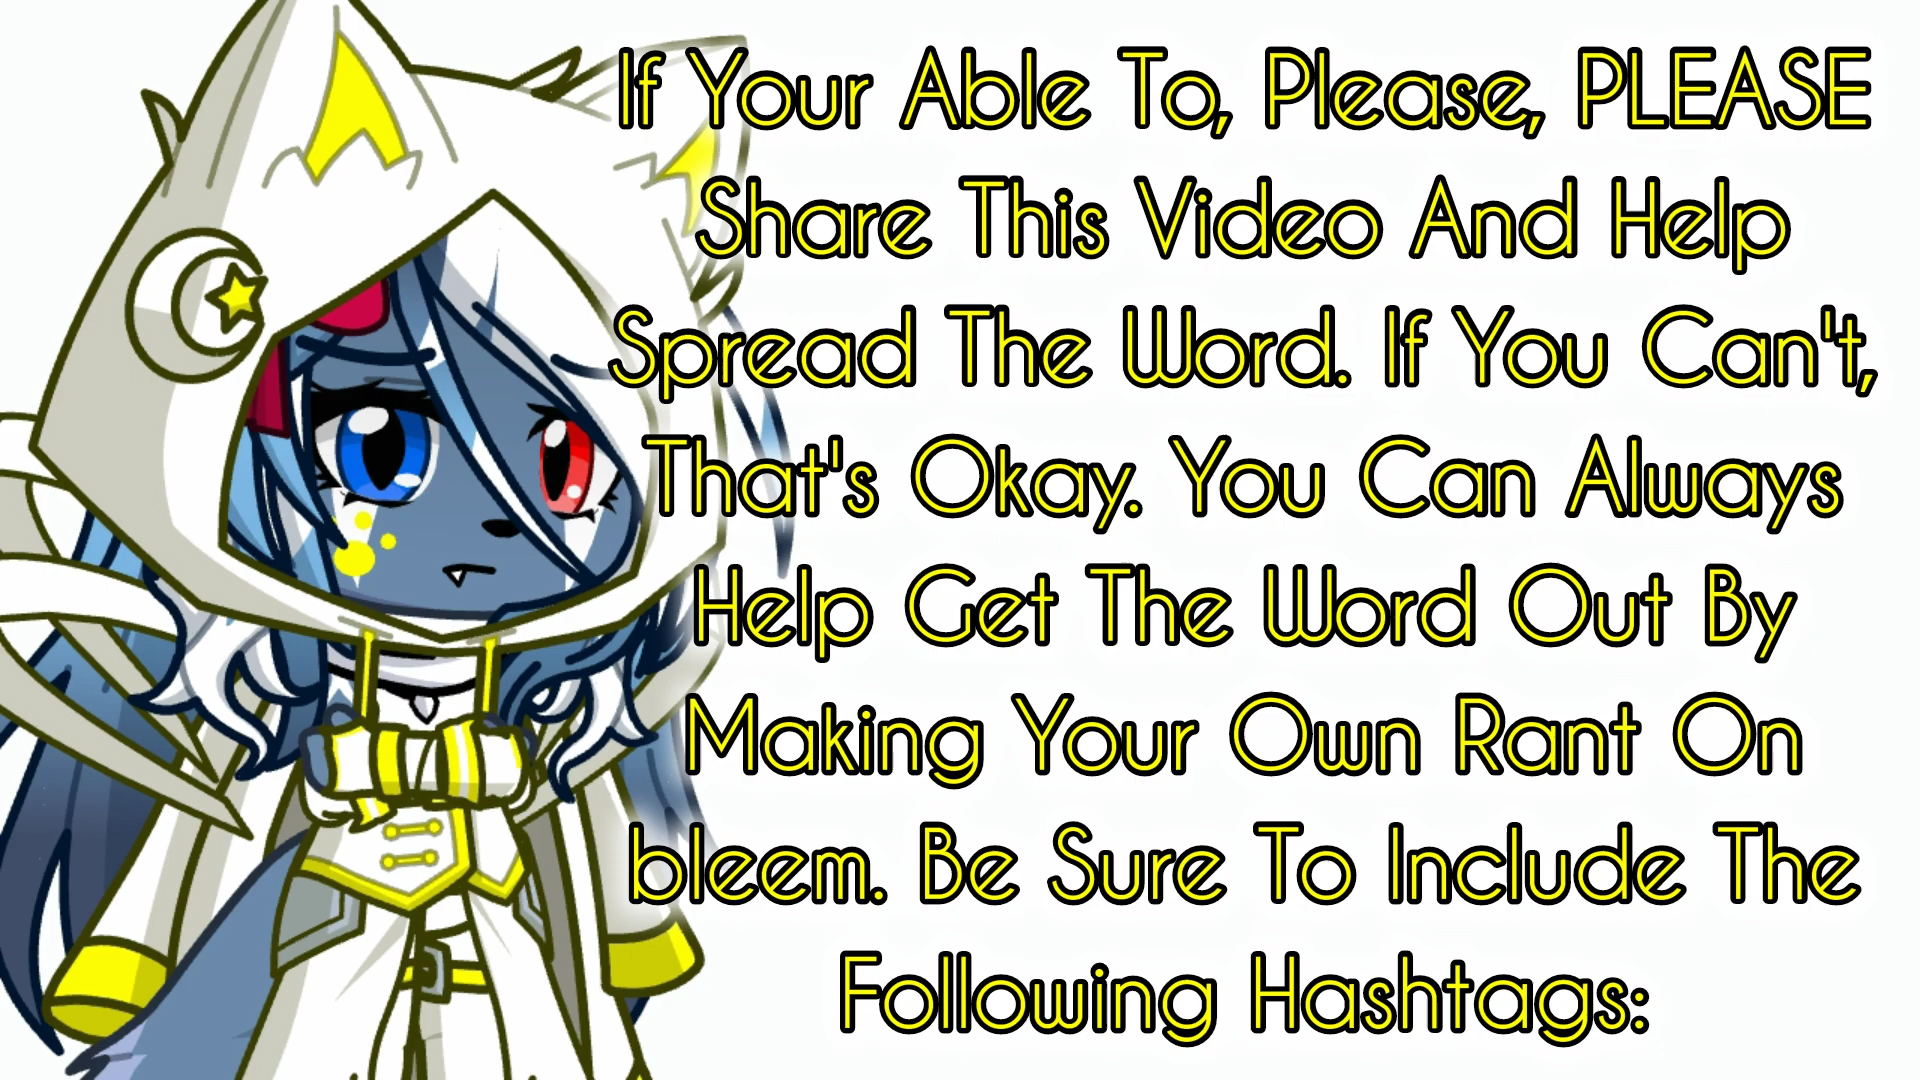 If Your Able To, Please, PLEASE
Share This Video And Help
Spread The Word. If You Can't,
That's Okay. You Can Always
Help Get The Word Out By
Making Your Own Rant On
bleem. Be Sure To Include The
Following Hashtags: